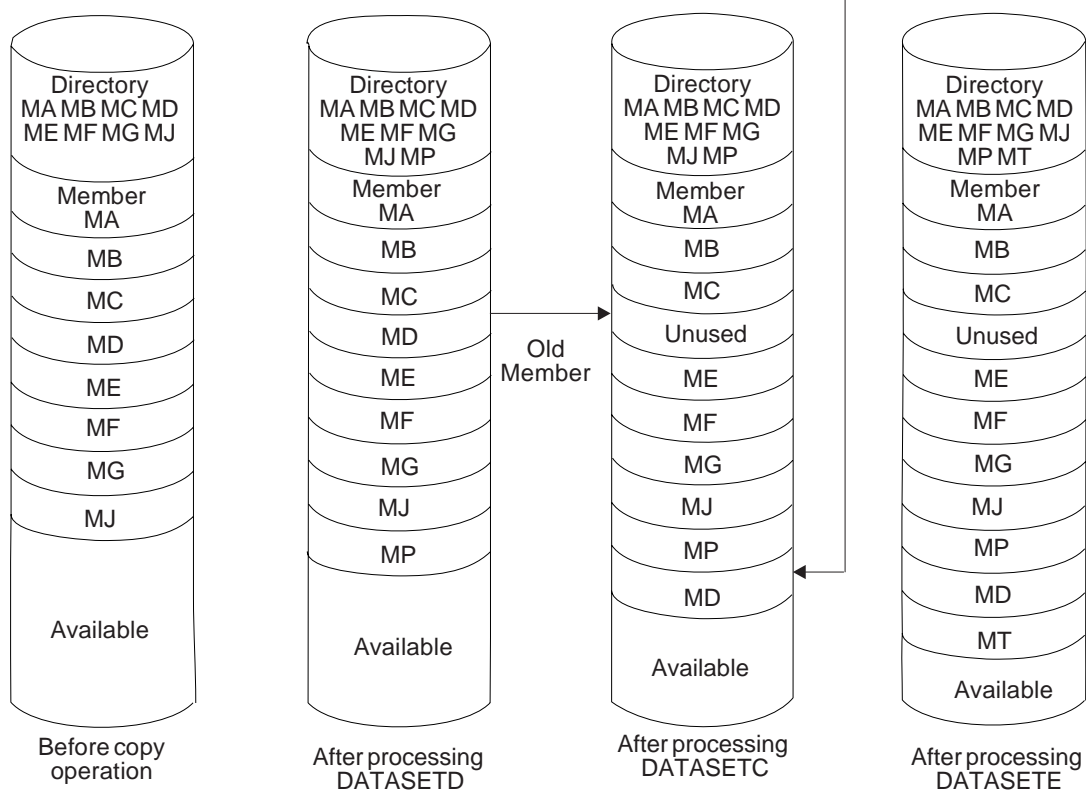 Directory
MA MB MC MD
ME MF MG MJ
Member
MA
MB
MC
MD
ME
MF
MG
MJ
Available
Before copy
operation
Directory
MA MB MC MD
ME MF MG
MJ MP
Member
MA
MB
MC
MD
ME
MF
MG
MJ
MP
Available
After processing
DATASETD
Old
Member
Directory
MA MB MC MD
ME MF MG
MJ MP
Member
MA
MB
MC
Unused
ME
MF
MG
MJ
MP
MD
Available
After processing
DATASETC
Directory
MA MB MC MD
ME MF MG MJ
MP MT
Member
MA
MB
MC
Unused
ME
MF
MG
MJ
MP
MD
MT
Available
After processing
DATASETE